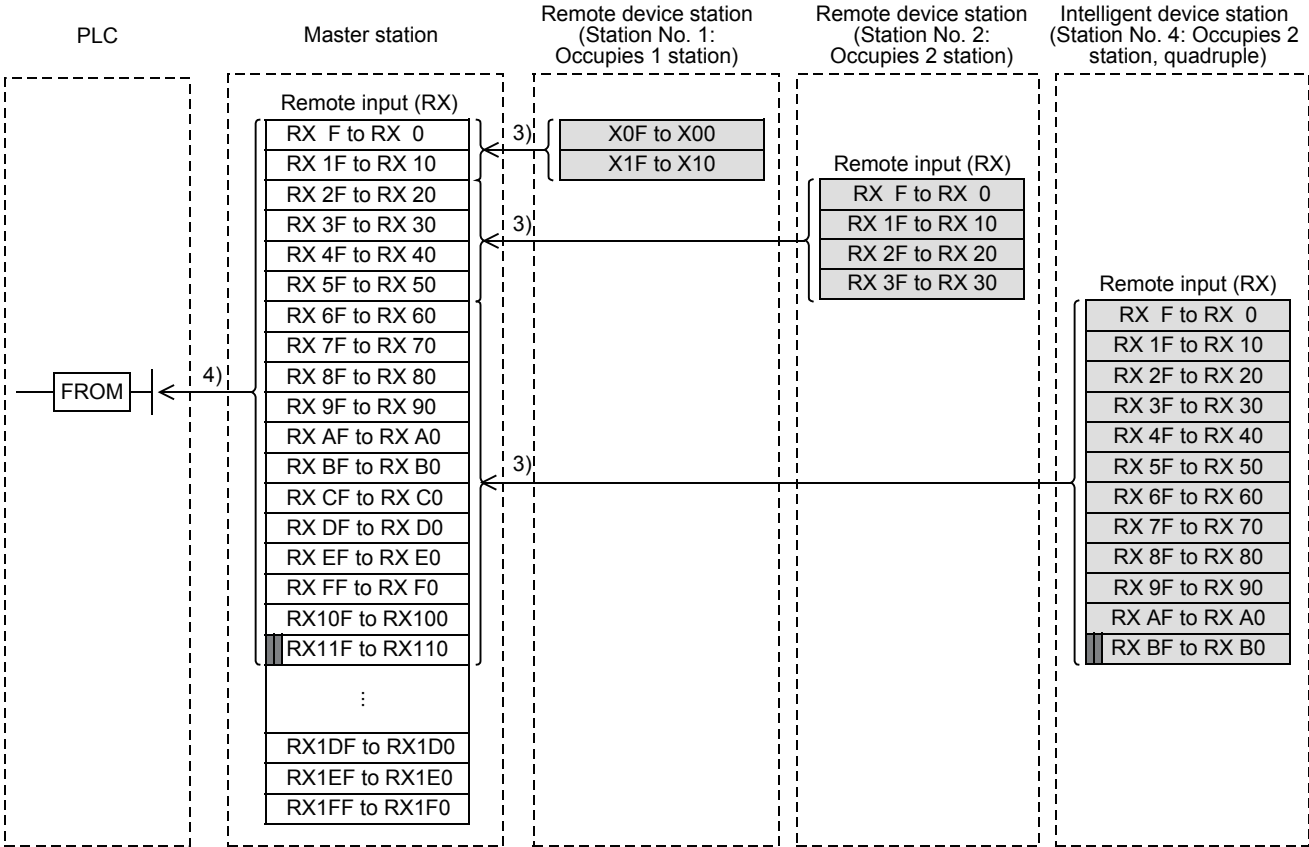 PLC
Master station
Remote device station
(Station No. 1:
Occupies 1 station)
Remote device station
(Station No. 2:
Occupies 2 station)
Intelligent device station
(Station No. 4: Occupies 2
station, quadruple)
FROM
4)
Remote input (RX)
RX F to RX 0
RX 1F to RX 10
RX 2F to RX 20
RX 3F to RX 30
RX 4F to RX 40
RX 5F to RX 50
RX 6F to RX 60
RX 7F to RX 70
RX 8F to RX 80
RX 9F to RX 90
RX AF to RX A0
RX BF to RX B0
RX CF to RX C0
RX DF to RX D0
RX EF to RX E0
RX FF to RX F0
RX10F to RX100
RX11F to RX110
⋮
RX1DF to RX1D0
RX1EF to RX1E0
RX1FF to RX1F0
3)
3)
3)
X0F to X00
X1F to X10
Remote input (RX)
RX F to RX 0
RX 1F to RX 10
RX 2F to RX 20
RX 3F to RX 30
Remote input (RX)
RX F to RX 0
RX 1F to RX 10
RX 2F to RX 20
RX 3F to RX 30
RX 4F to RX 40
RX 5F to RX 50
RX 6F to RX 60
RX 7F to RX 70
RX 8F to RX 80
RX 9F to RX 90
RX AF to RX A0
RX BF to RX B0